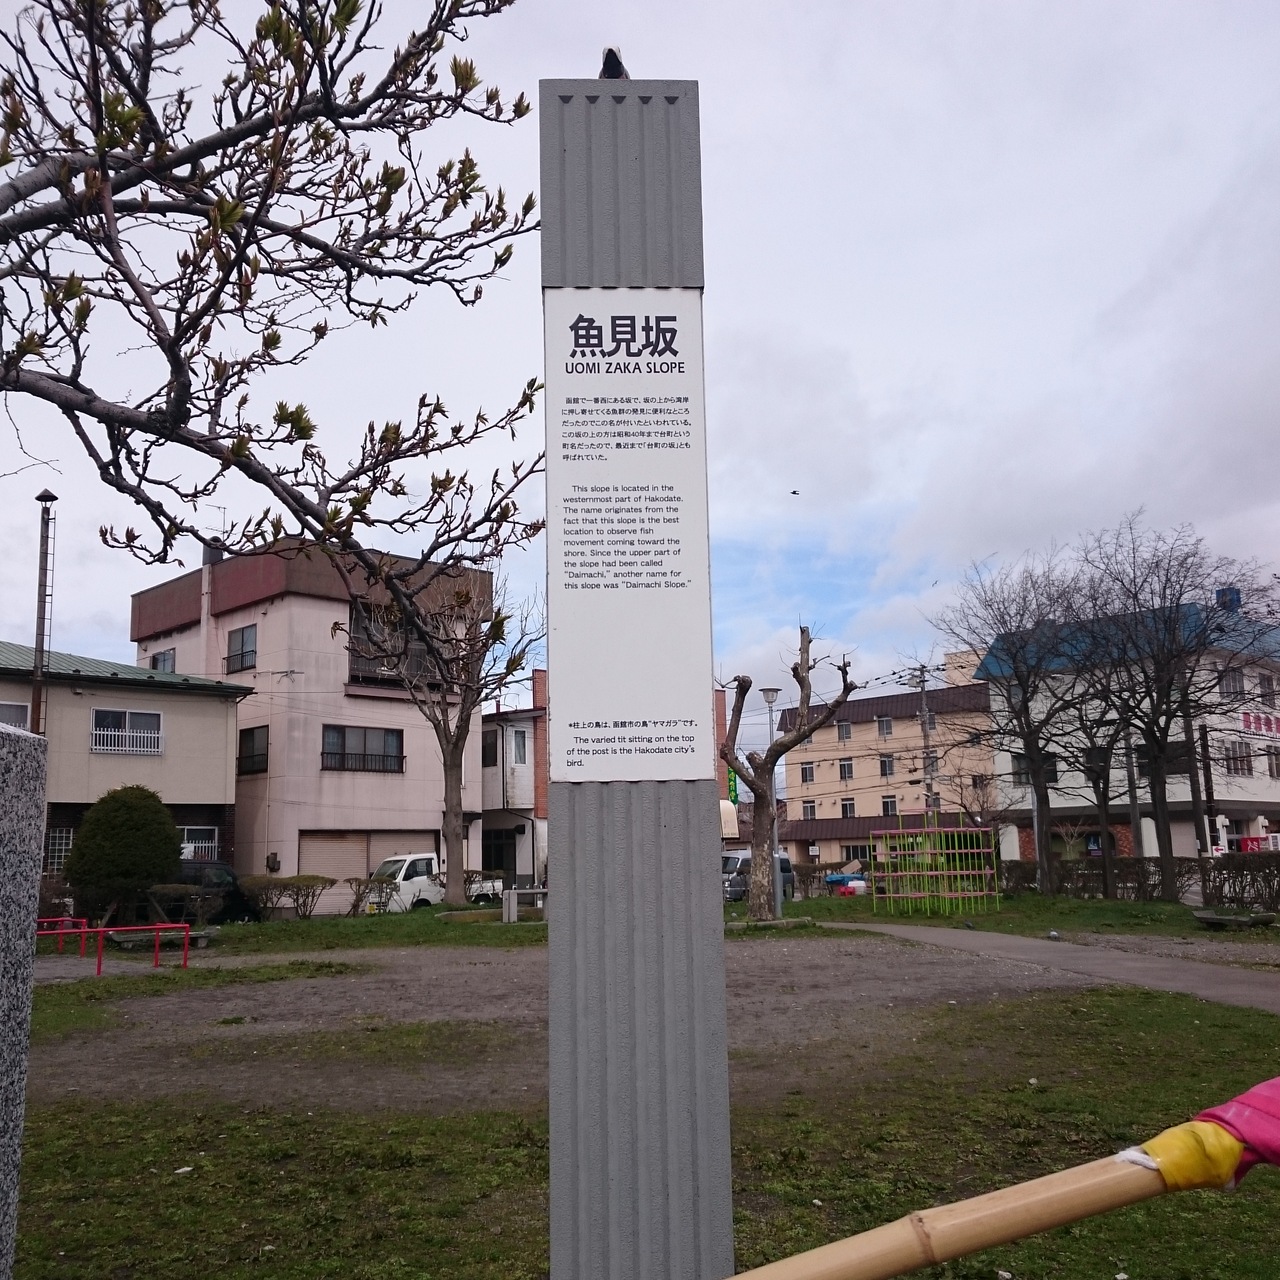 魚見坂
UOMI ZAKA SLOPE
函館で一番西にある坂で、坂の上から湾岸
に押し寄せてくる魚群の発見に便利なところ
だったのでこの名が付いたといわれている。
この坂の上の方は昭和40年まで台町という
町名だったので、最近まで「台町の坂」とも
呼ばれていた。
This slope is located in the
westernmost part of Hakodate.
The name originates from the
fact that this slope is the best
location to observe fish
movement coming toward the
shore. Since the upper part of
the slope had been called
"Daimachi," another name for
this slope was "Daimachi Slope."
*柱上の鳥は、函館市の鳥"ヤマガラ"です。
The varied tit sitting on the top
of the post is the Hakodate city's
bird.